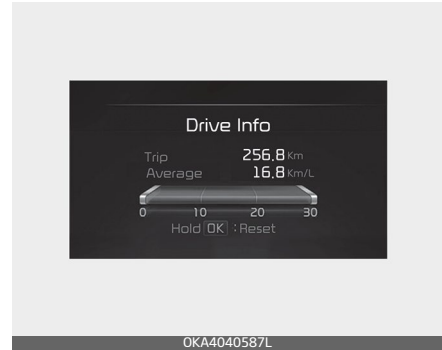 Drive Info
Trip 256.8 Km
Average 16.8 Km/L
0 10 20 30
Hold OK : Reset
OKA4040587L